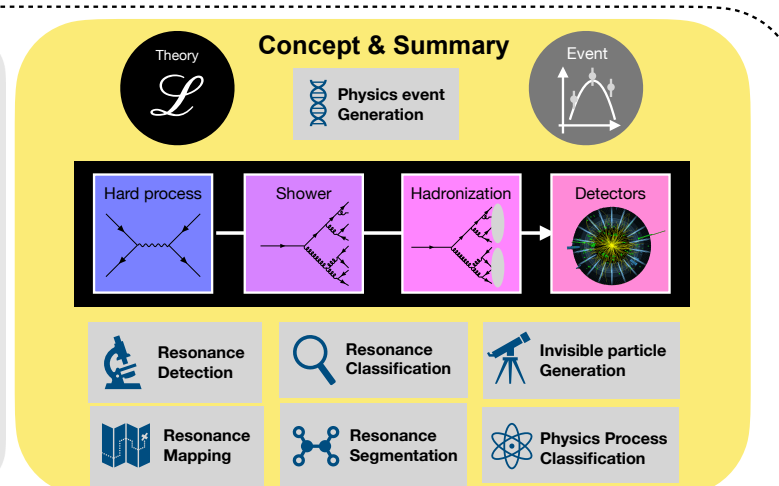 Concept & Summary
Theory
ℒ
Physics event
Generation
Event
Hard process
Shower
Hadronization
Detectors
Resonance
Detection
Resonance
Classification
Invisible particle
Generation
Resonance
Mapping
Resonance
Segmentation
Physics Process
Classification